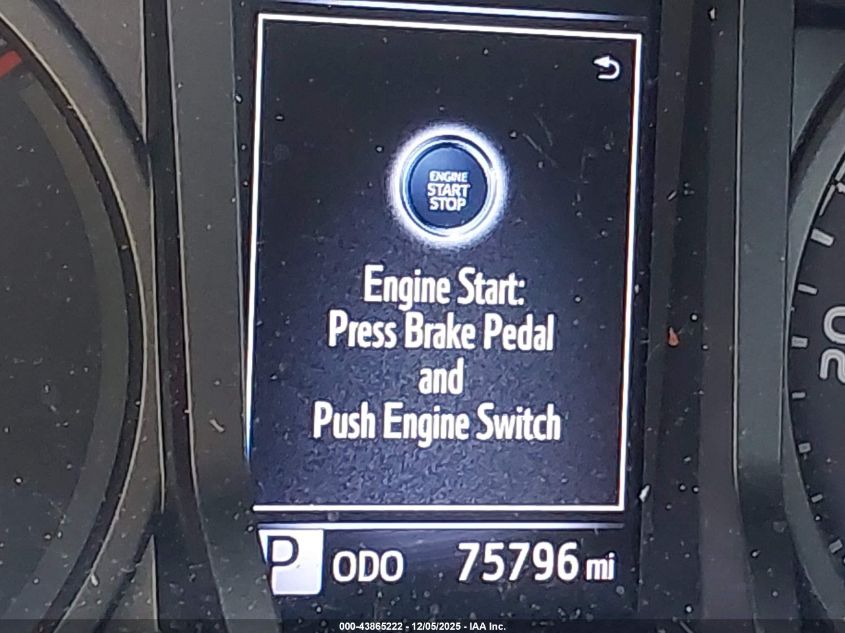 ENGINE
START
STOP
Engine Start:
Press Brake Pedal
and
Push Engine Switch
P ODO 75796 mi
20
000-43865222 - 12/05/2025 - IAA Inc.